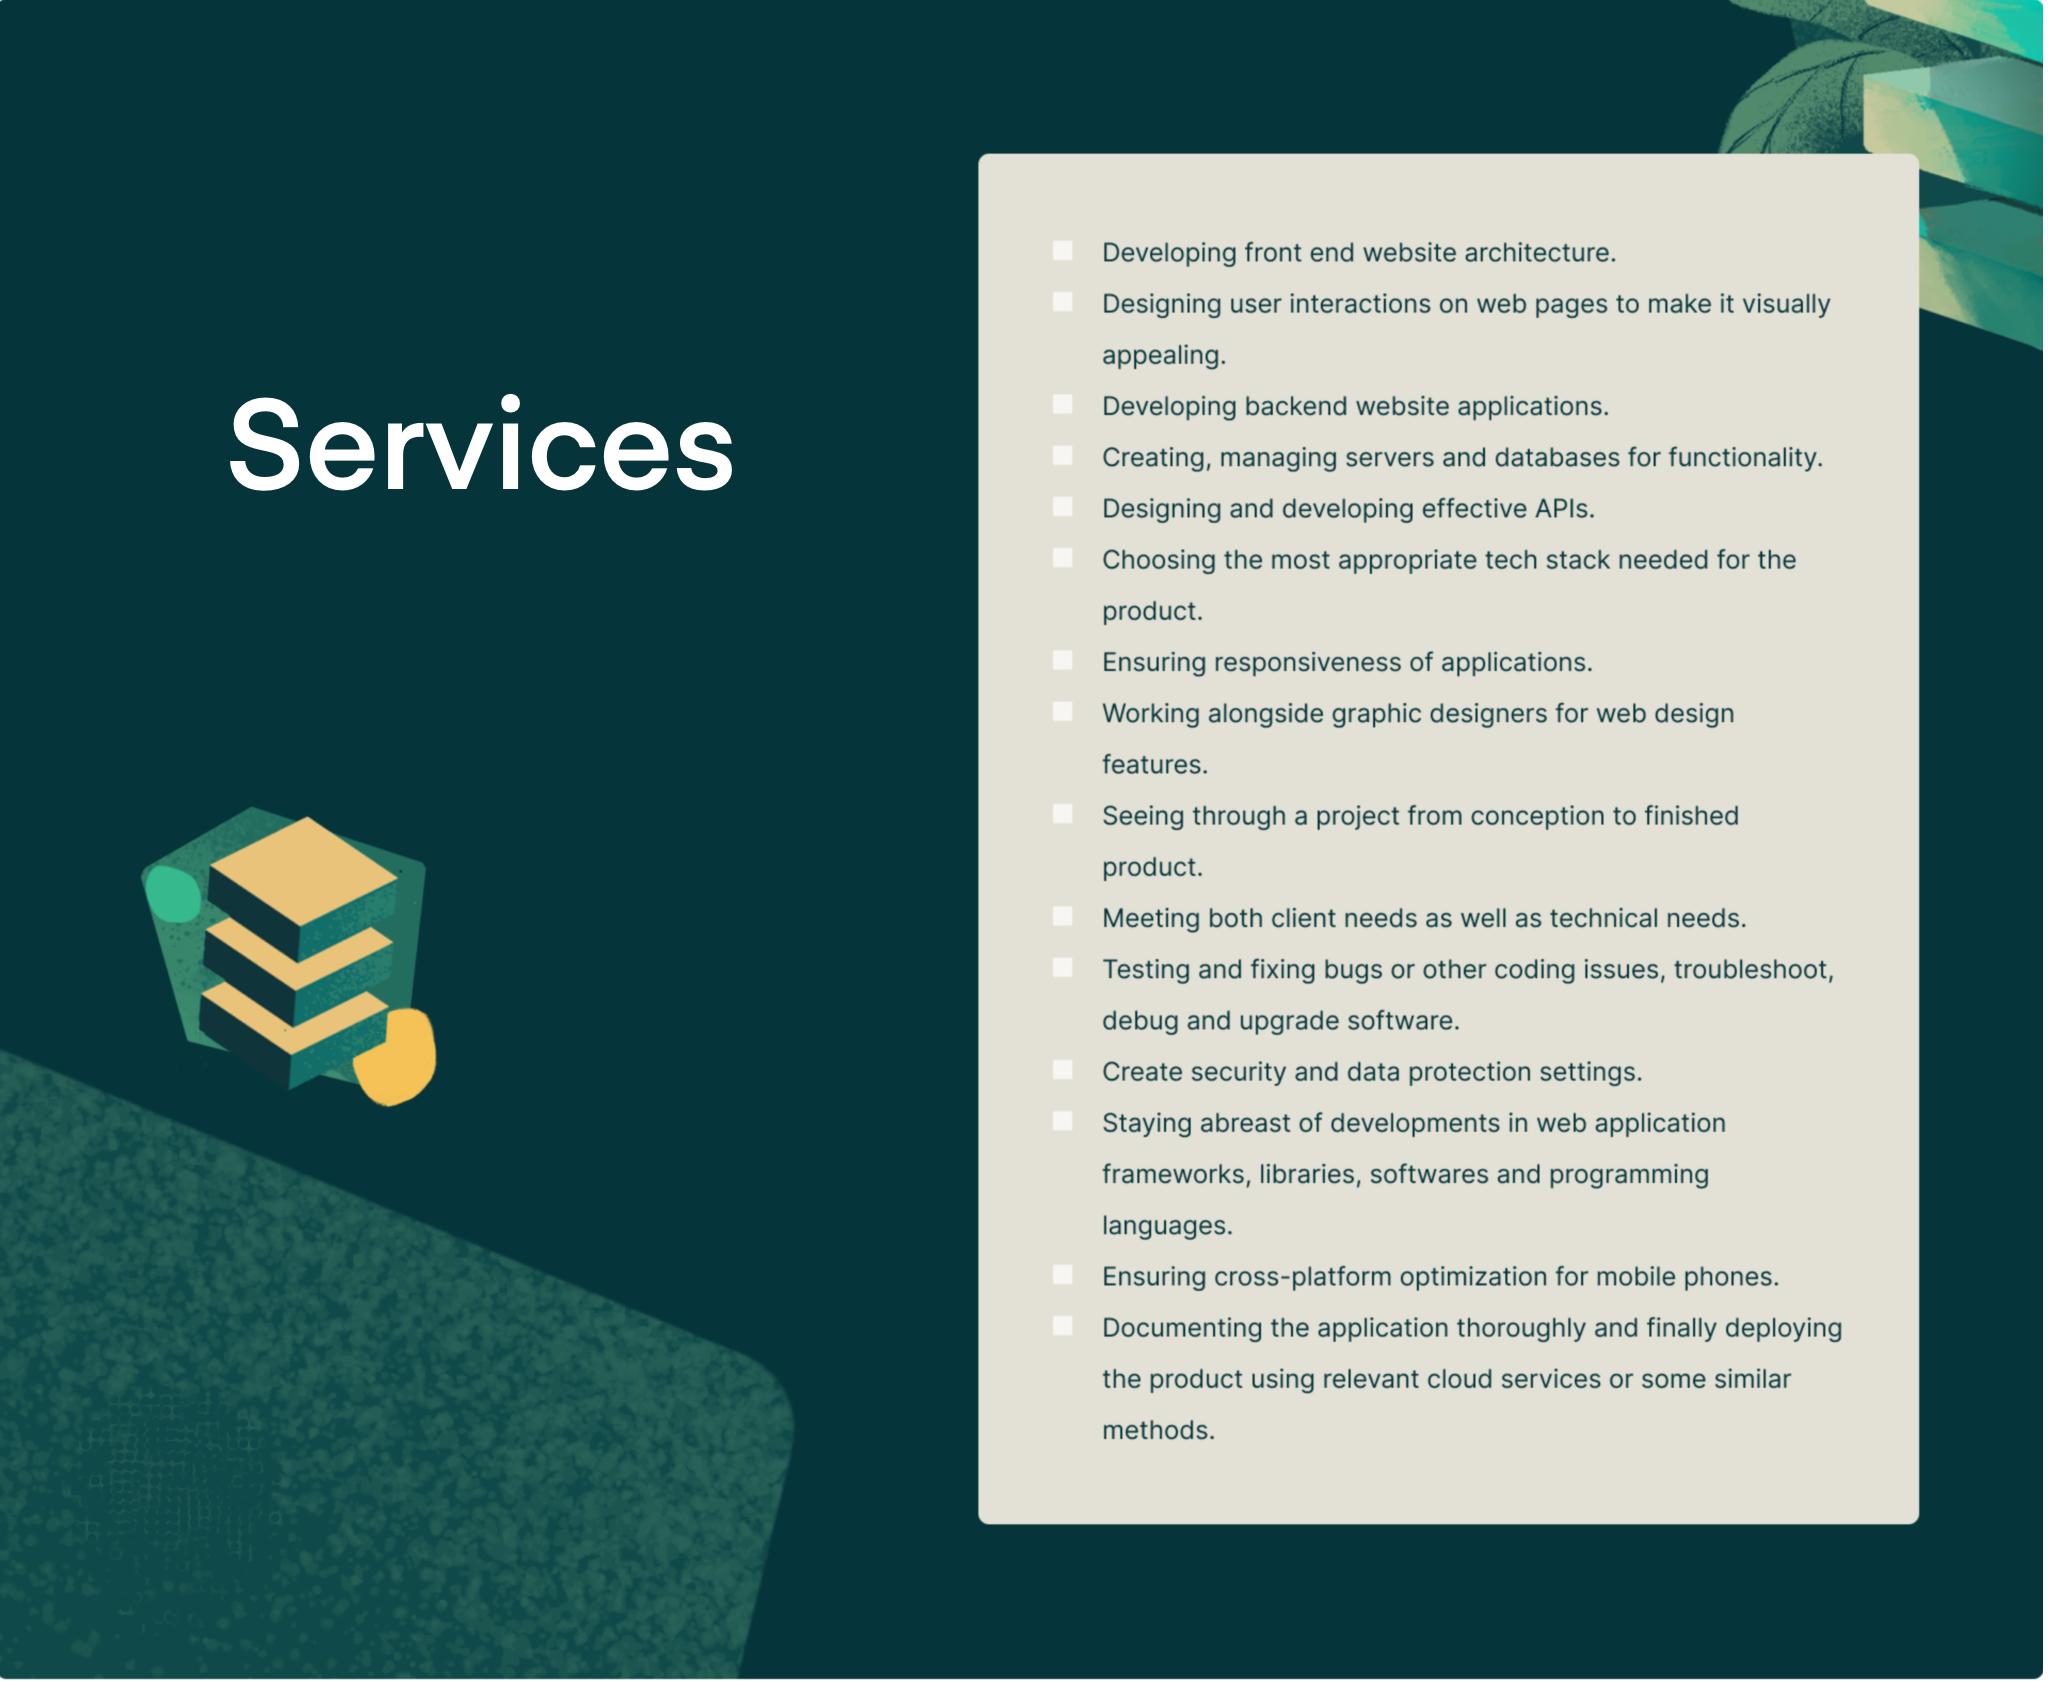 Services
Developing front end website architecture.
Designing user interactions on web pages to make it visually
appealing.
Developing backend website applications.
Creating, managing servers and databases for functionality.
Designing and developing effective APIs.
Choosing the most appropriate tech stack needed for the
product.
Ensuring responsiveness of applications.
Working alongside graphic designers for web design
features.
Seeing through a project from conception to finished
product.
Meeting both client needs as well as technical needs.
Testing and fixing bugs or other coding issues, troubleshoot,
debug and upgrade software.
Create security and data protection settings.
Staying abreast of developments in web application
frameworks, libraries, softwares and programming
languages.
Ensuring cross-platform optimization for mobile phones.
Documenting the application thoroughly and finally deploying
the product using relevant cloud services or some similar
methods.